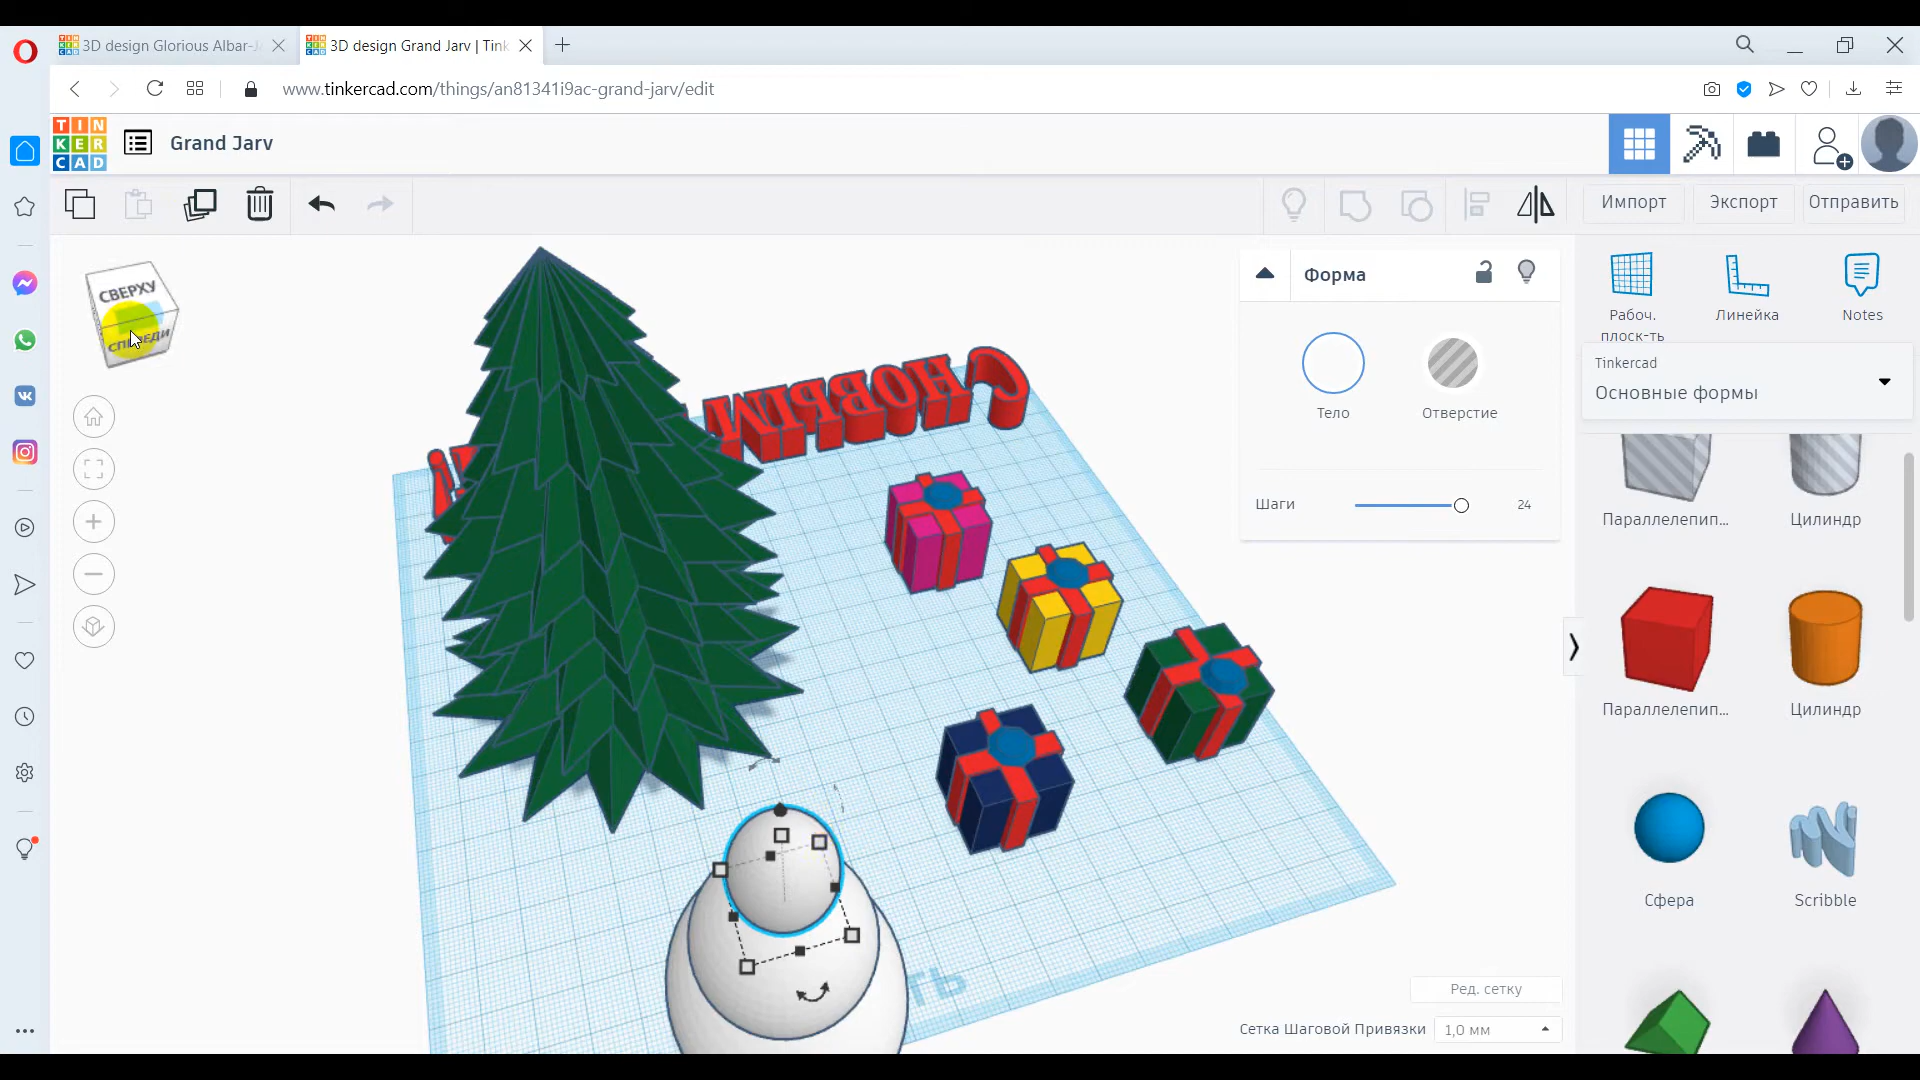 3D design Glorious Albar-J
3D design Grand Jarv | Tink
www.tinkercad.com/things/an81341i9ac-grand-jarv/edit
TIN
KER
CAD
Grand Jarv
Импорт
Экспорт
Отправить
СВЕРХУ
СПЕРЕДИ
С НОВЫМ
Форма
Тело
Отверстие
Шаги
24
Рабоч. плоск-ть
Линейка
Notes
Tinkercad
Основные формы
Параллелепип...
Цилиндр
Параллелепип...
Цилиндр
Сфера
Scribble
Ред. сетку
Сетка Шаговой Привязки
1,0 мм